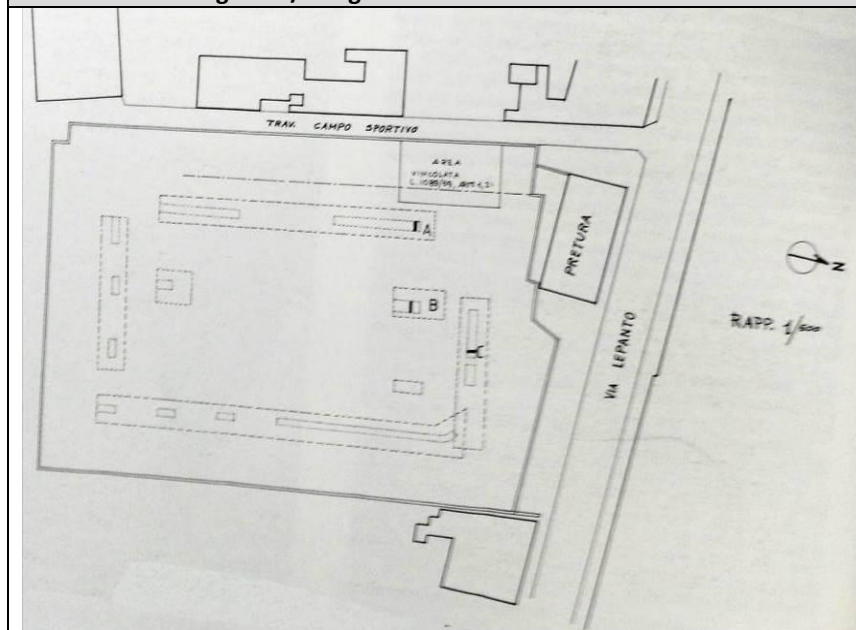 TRAV. CAMPO SPORTIVO
AREA
VINCOLATA
A
B
C
PRETURA
VIA LEPANTO
N
RAPP. 1/500